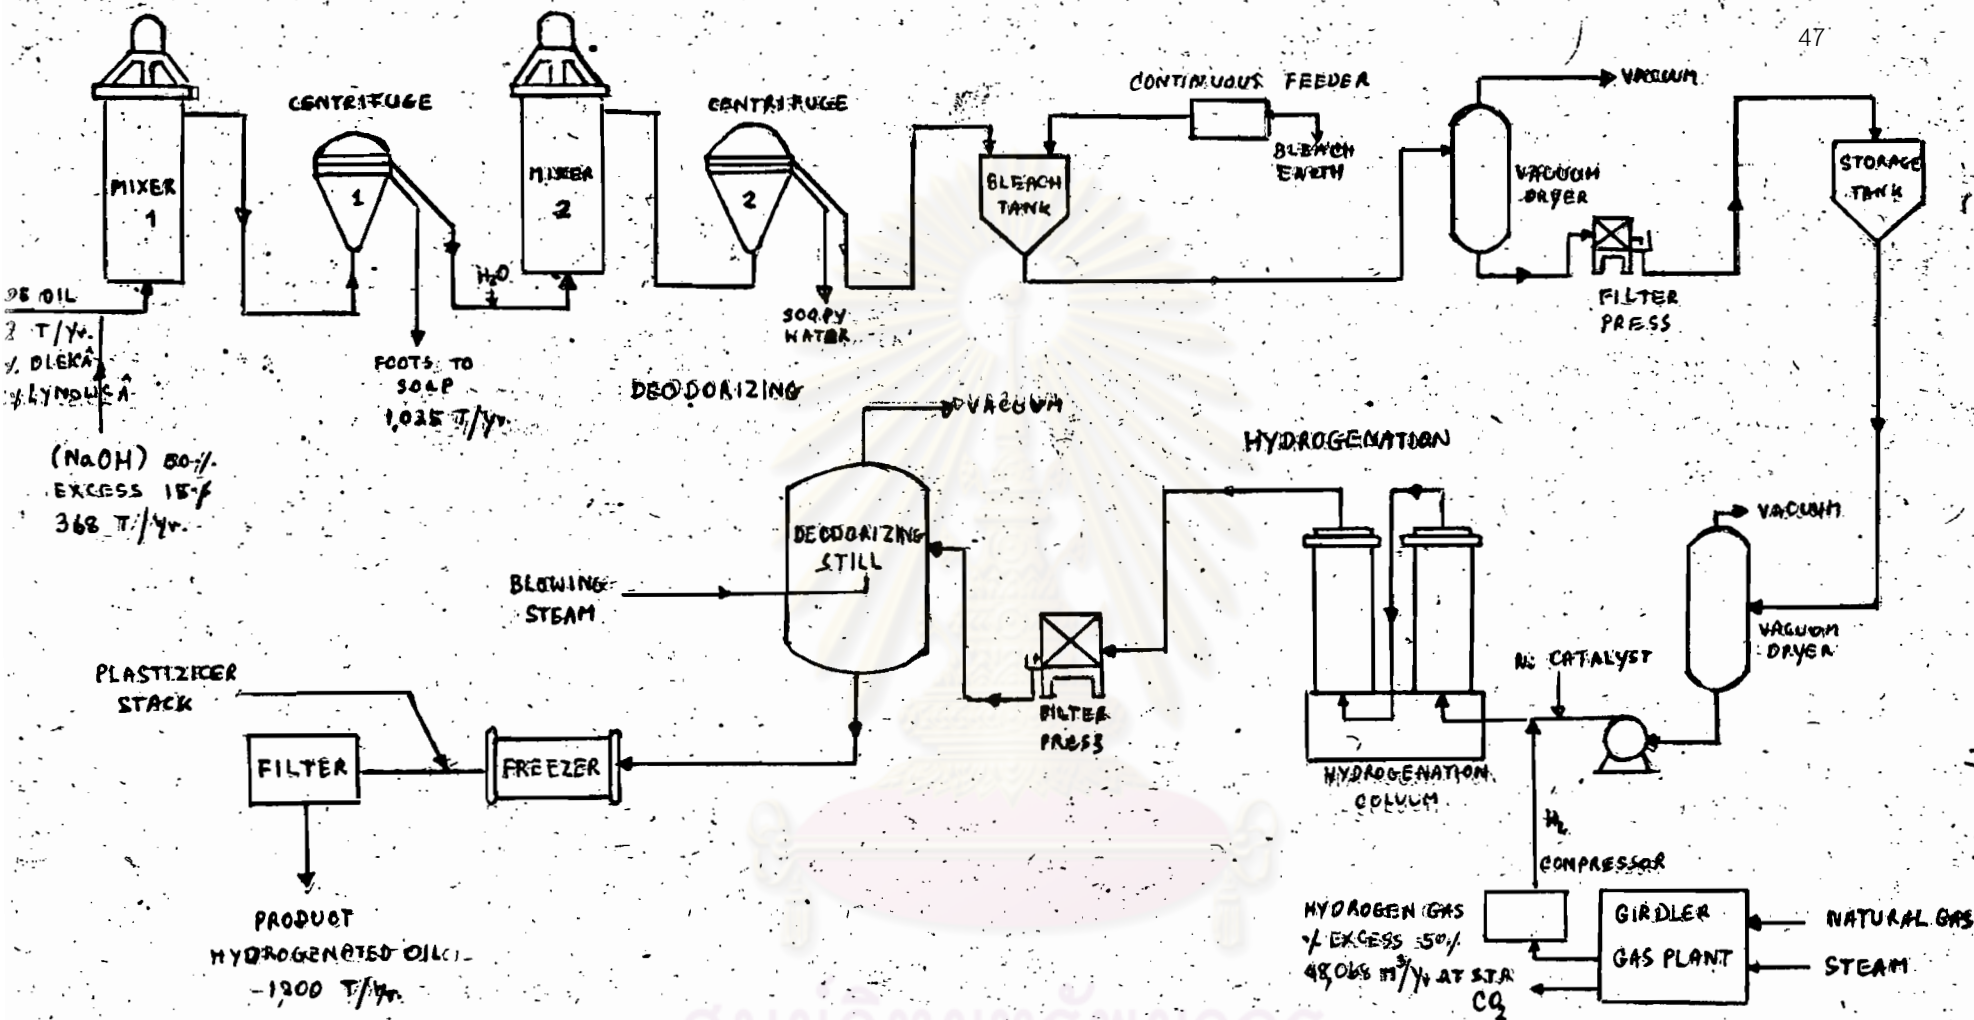 47
CENTRIFUGE
CENTRIFUGE
CONTINUOUS FEEDER
VACUUM
MIXER
1
1
MIXER
2
2
BLEACH
TANK
BLEACH
EARTH
VACUUM
DRYER
STORAGE
TANK
FILTER
PRESS
H₂O
OIL
T/Yr.
(NaOH) 50%
EXCESS 15%
368 T/Yr.
FOOTS TO
SOAP
1,025 T/Yr.
SOAPY
WATER
DEODORIZING
VACUUM
HYDROGENATION
VACUUM
DEODORIZING
STILL
BLOWING
STEAM
VACUUM
DRYER
Ni CATALYST
FILTER
PRESS
PLASTIZICER
STACK
FILTER
FREEZER
HYDROGENATION
COLUUM
H₂
COMPRESSOR
PRODUCT
HYDROGENATED OIL
1300 T/Yr.
HYDROGEN GAS
% EXCESS 50%
48,068 m³/Yr AT S.T.P.
CO₂
GIRDLER
GAS PLANT
NATURAL GAS
STEAM